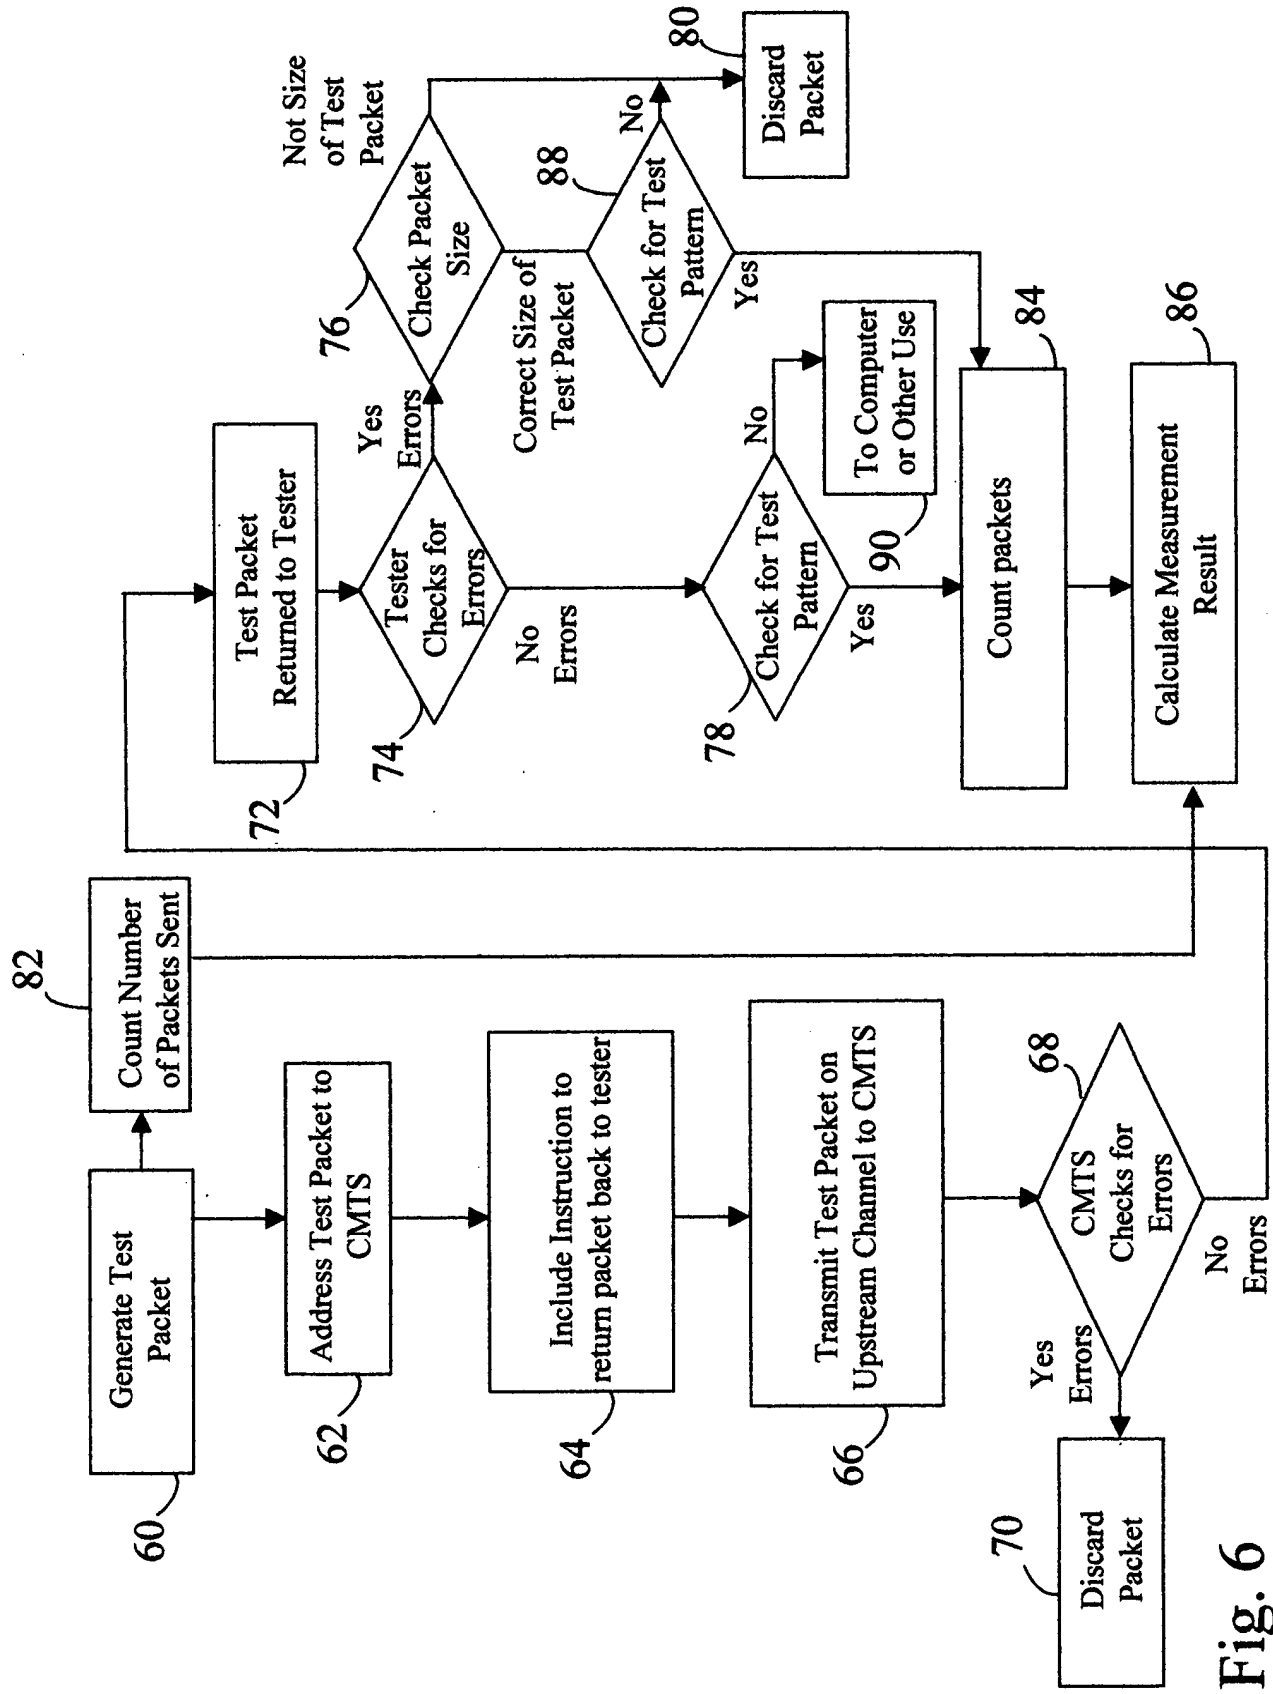 60
Generate Test
Packet
82
Count Number
of Packets Sent
62
Address Test Packet to
CMTS
64
Include Instruction to
return packet back to tester
66
Transmit Test Packet on
Upstream Channel to CMTS
68
CMTS
Checks for
Errors
Yes
Errors
No
Errors
70
Discard
Packet
72
Test Packet
Returned to Tester
74
Tester
Checks for
Errors
Yes
Errors
No
Errors
76
Check Packet
Size
Not Size
of Test
Packet
Correct Size of
Test Packet
88
Check for Test
Pattern
No
Yes
80
Discard
Packet
78
Check for Test
Pattern
No
Yes
90
To Computer
or Other Use
84
Count packets
86
Calculate Measurement
Result
Fig. 6